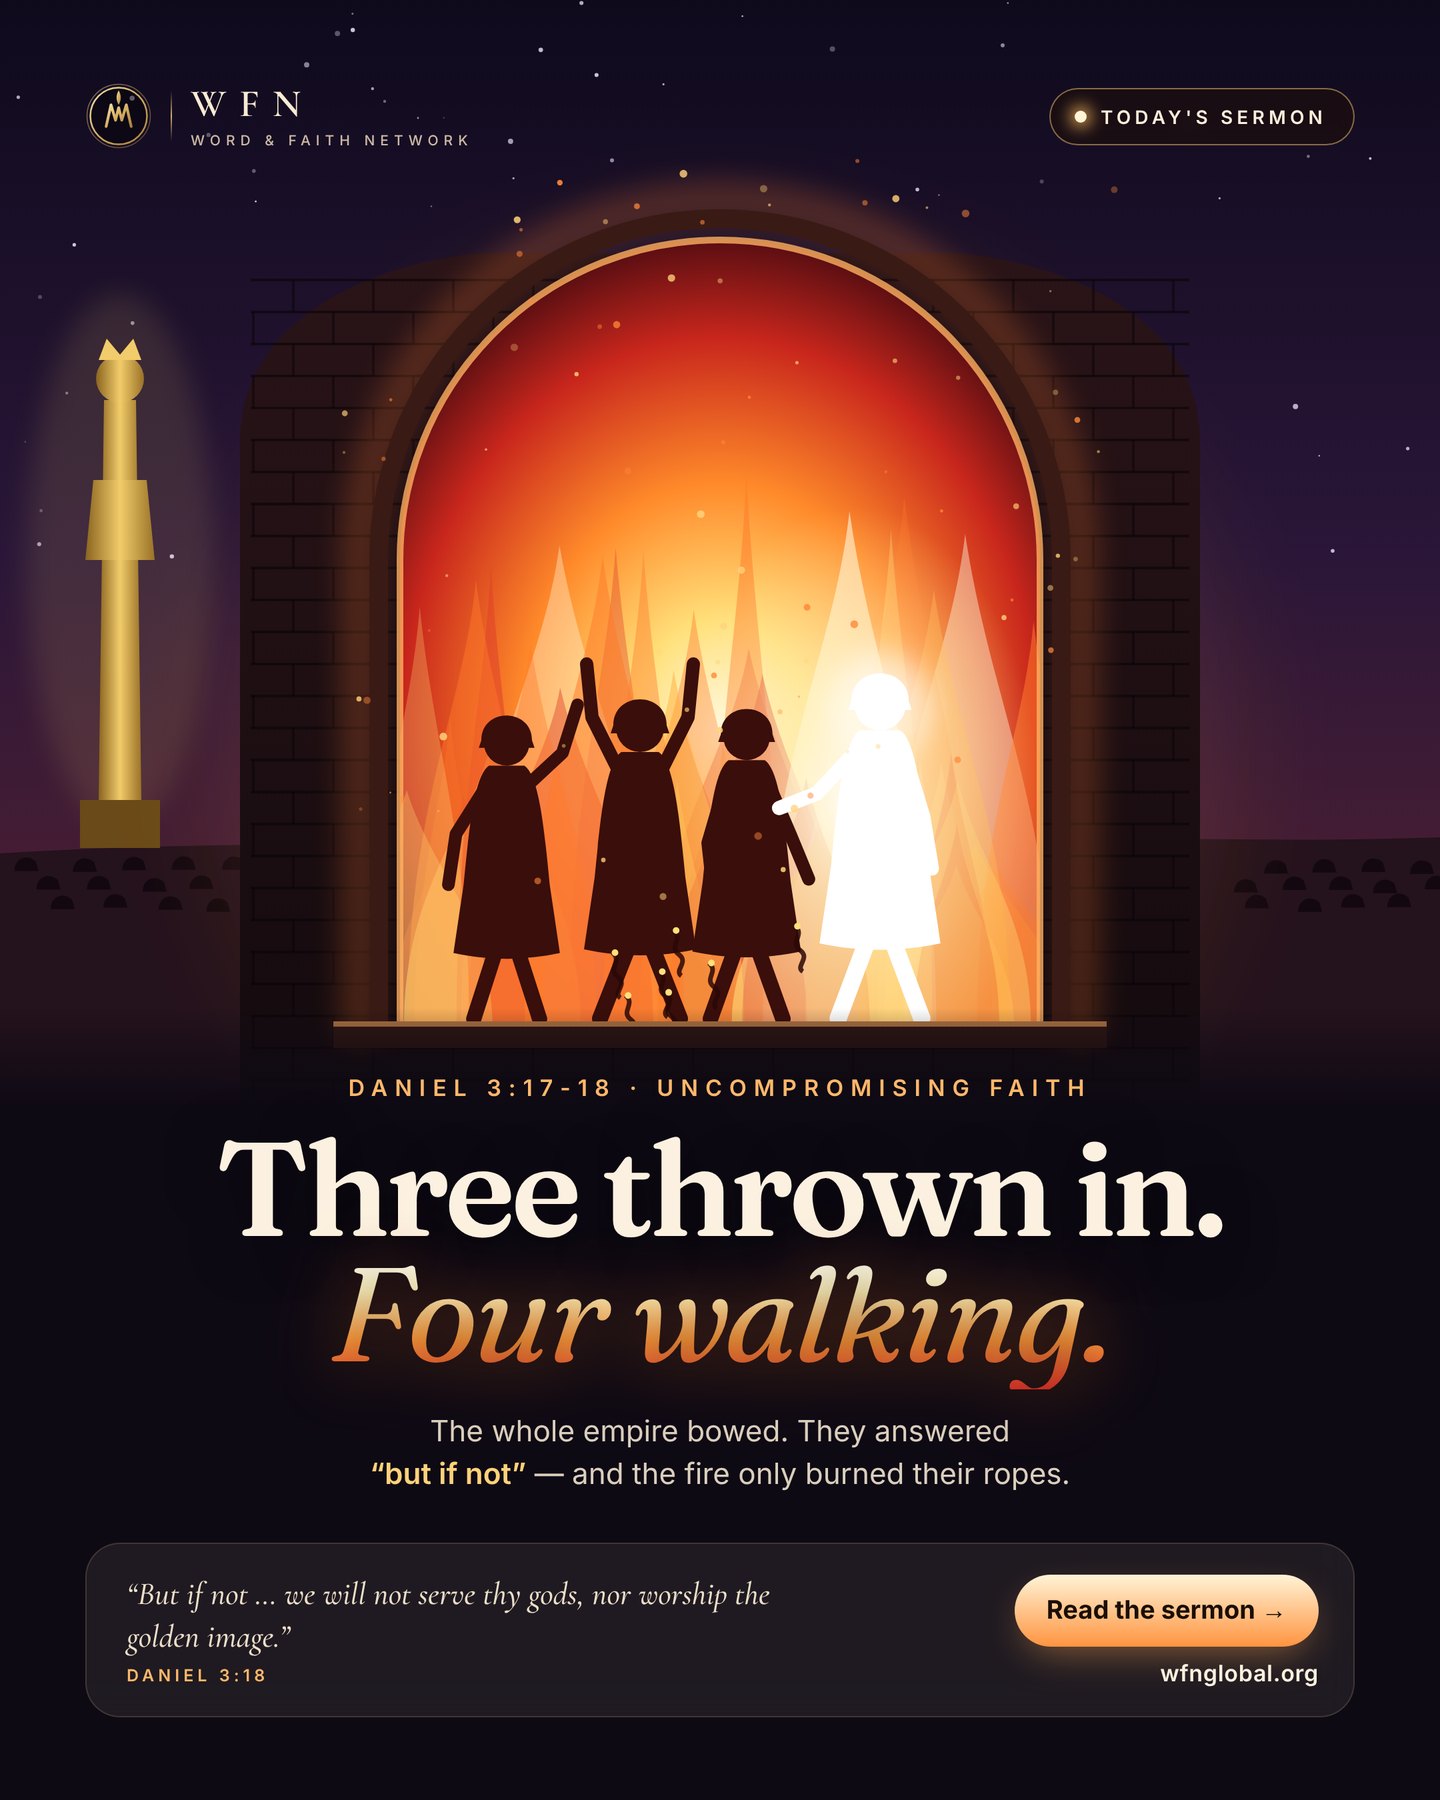 WFN
WORD & FAITH NETWORK
TODAY'S SERMON
DANIEL 3:17-18 · UNCOMPROMISING FAITH
Three thrown in.
Four walking.
The whole empire bowed. They answered
“but if not” — and the fire only burned their ropes.
“But if not ... we will not serve thy gods, nor worship the
golden image.”
DANIEL 3:18
Read the sermon →
wfnglobal.org